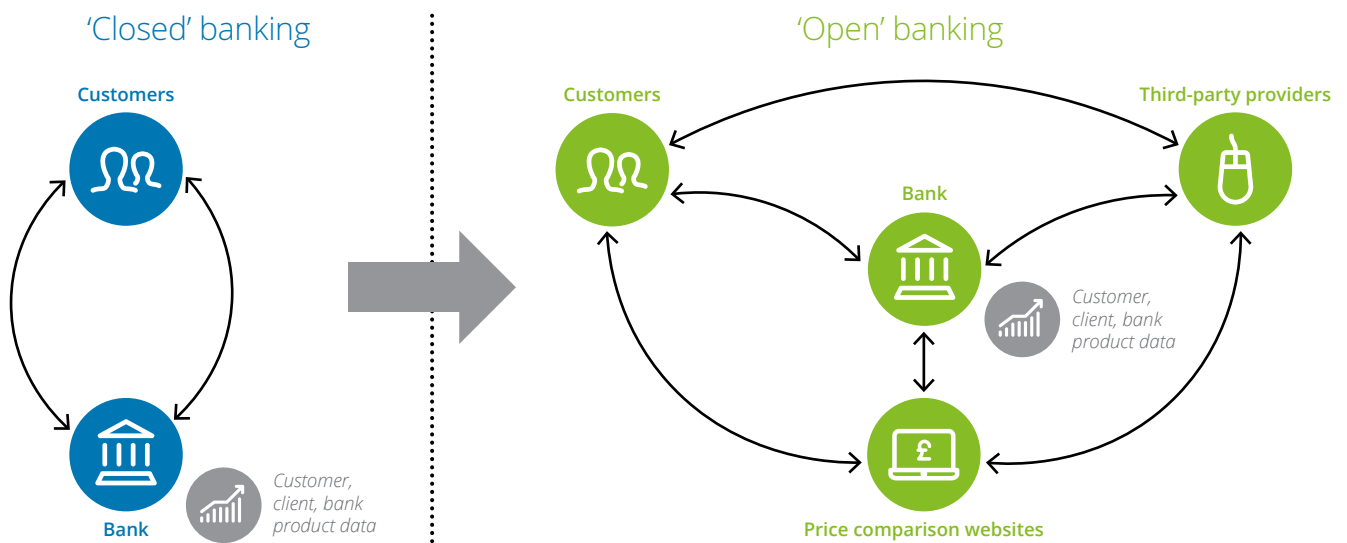 ‘Closed’ banking
Customers
Bank
Customer,
client, bank
product data
‘Open’ banking
Customers
Third-party providers
Bank
Customer,
client, bank
product data
£
Price comparison websites